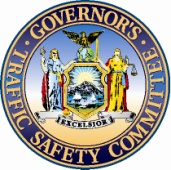 GOVERNOR'S
TRAFFIC SAFETY COMMITTEE
EXCELSIOR